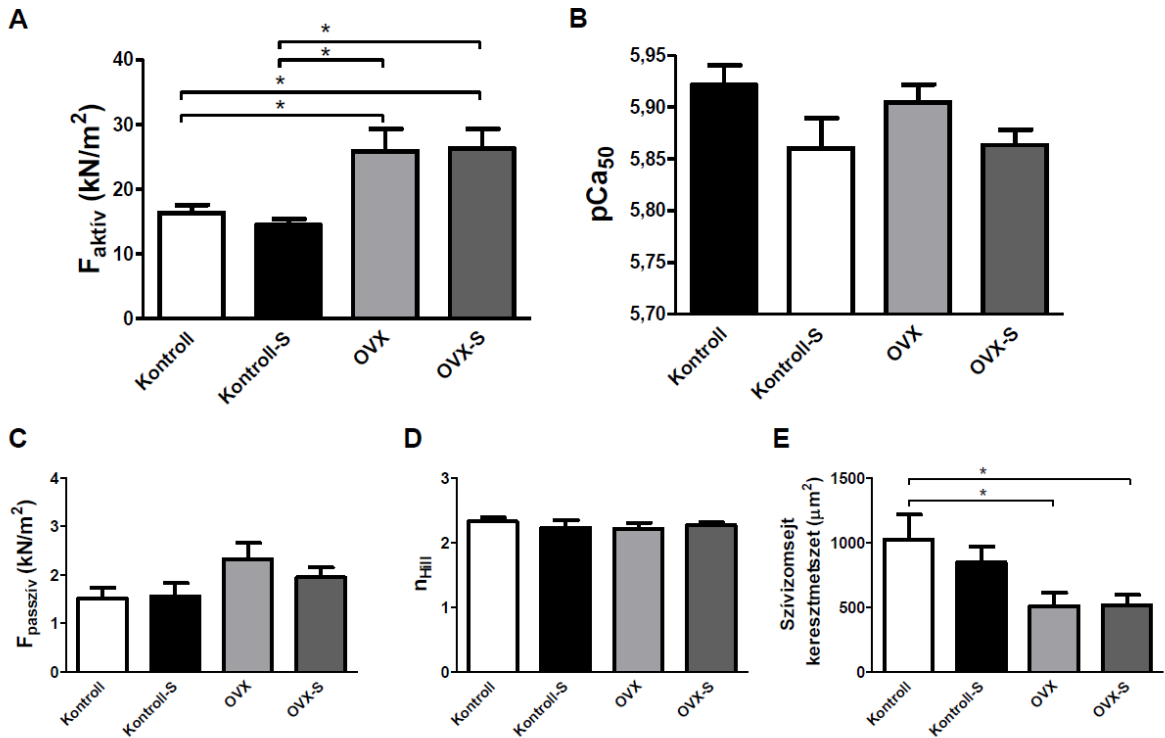 A
F_aktív (kN/m²)
40
30
20
10
0
*
*
*
*
Kontroll
Kontroll-S
OVX
OVX-S
B
pCa₅₀
5,95
5,90
5,85
5,80
5,75
5,70
Kontroll
Kontroll-S
OVX
OVX-S
C
F_passzív (kN/m²)
4
3
2
1
0
Kontroll
Kontroll-S
OVX
OVX-S
D
n_Hill
3
2
1
0
Kontroll
Kontroll-S
OVX
OVX-S
E
Szívizomsejt
keresztmetszet (μm²)
1500
1000
500
0
*
*
Kontroll
Kontroll-S
OVX
OVX-S